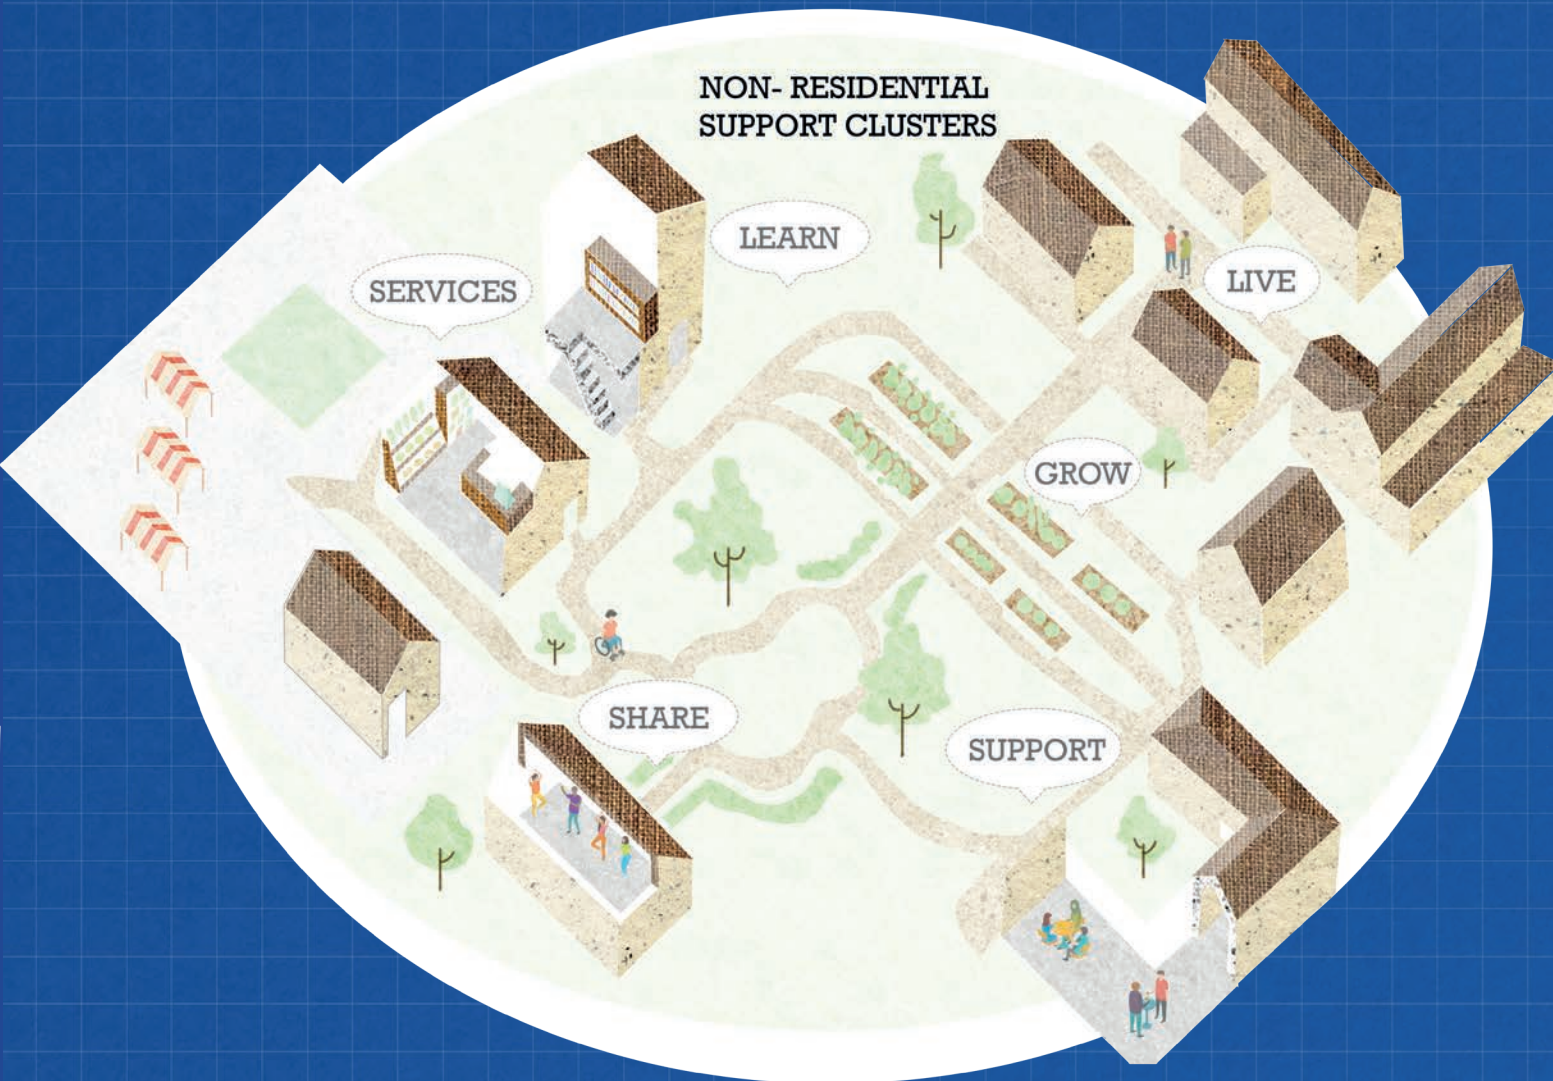 NON- RESIDENTIAL
SUPPORT CLUSTERS
LEARN
SERVICES
LIVE
GROW
SHARE
SUPPORT